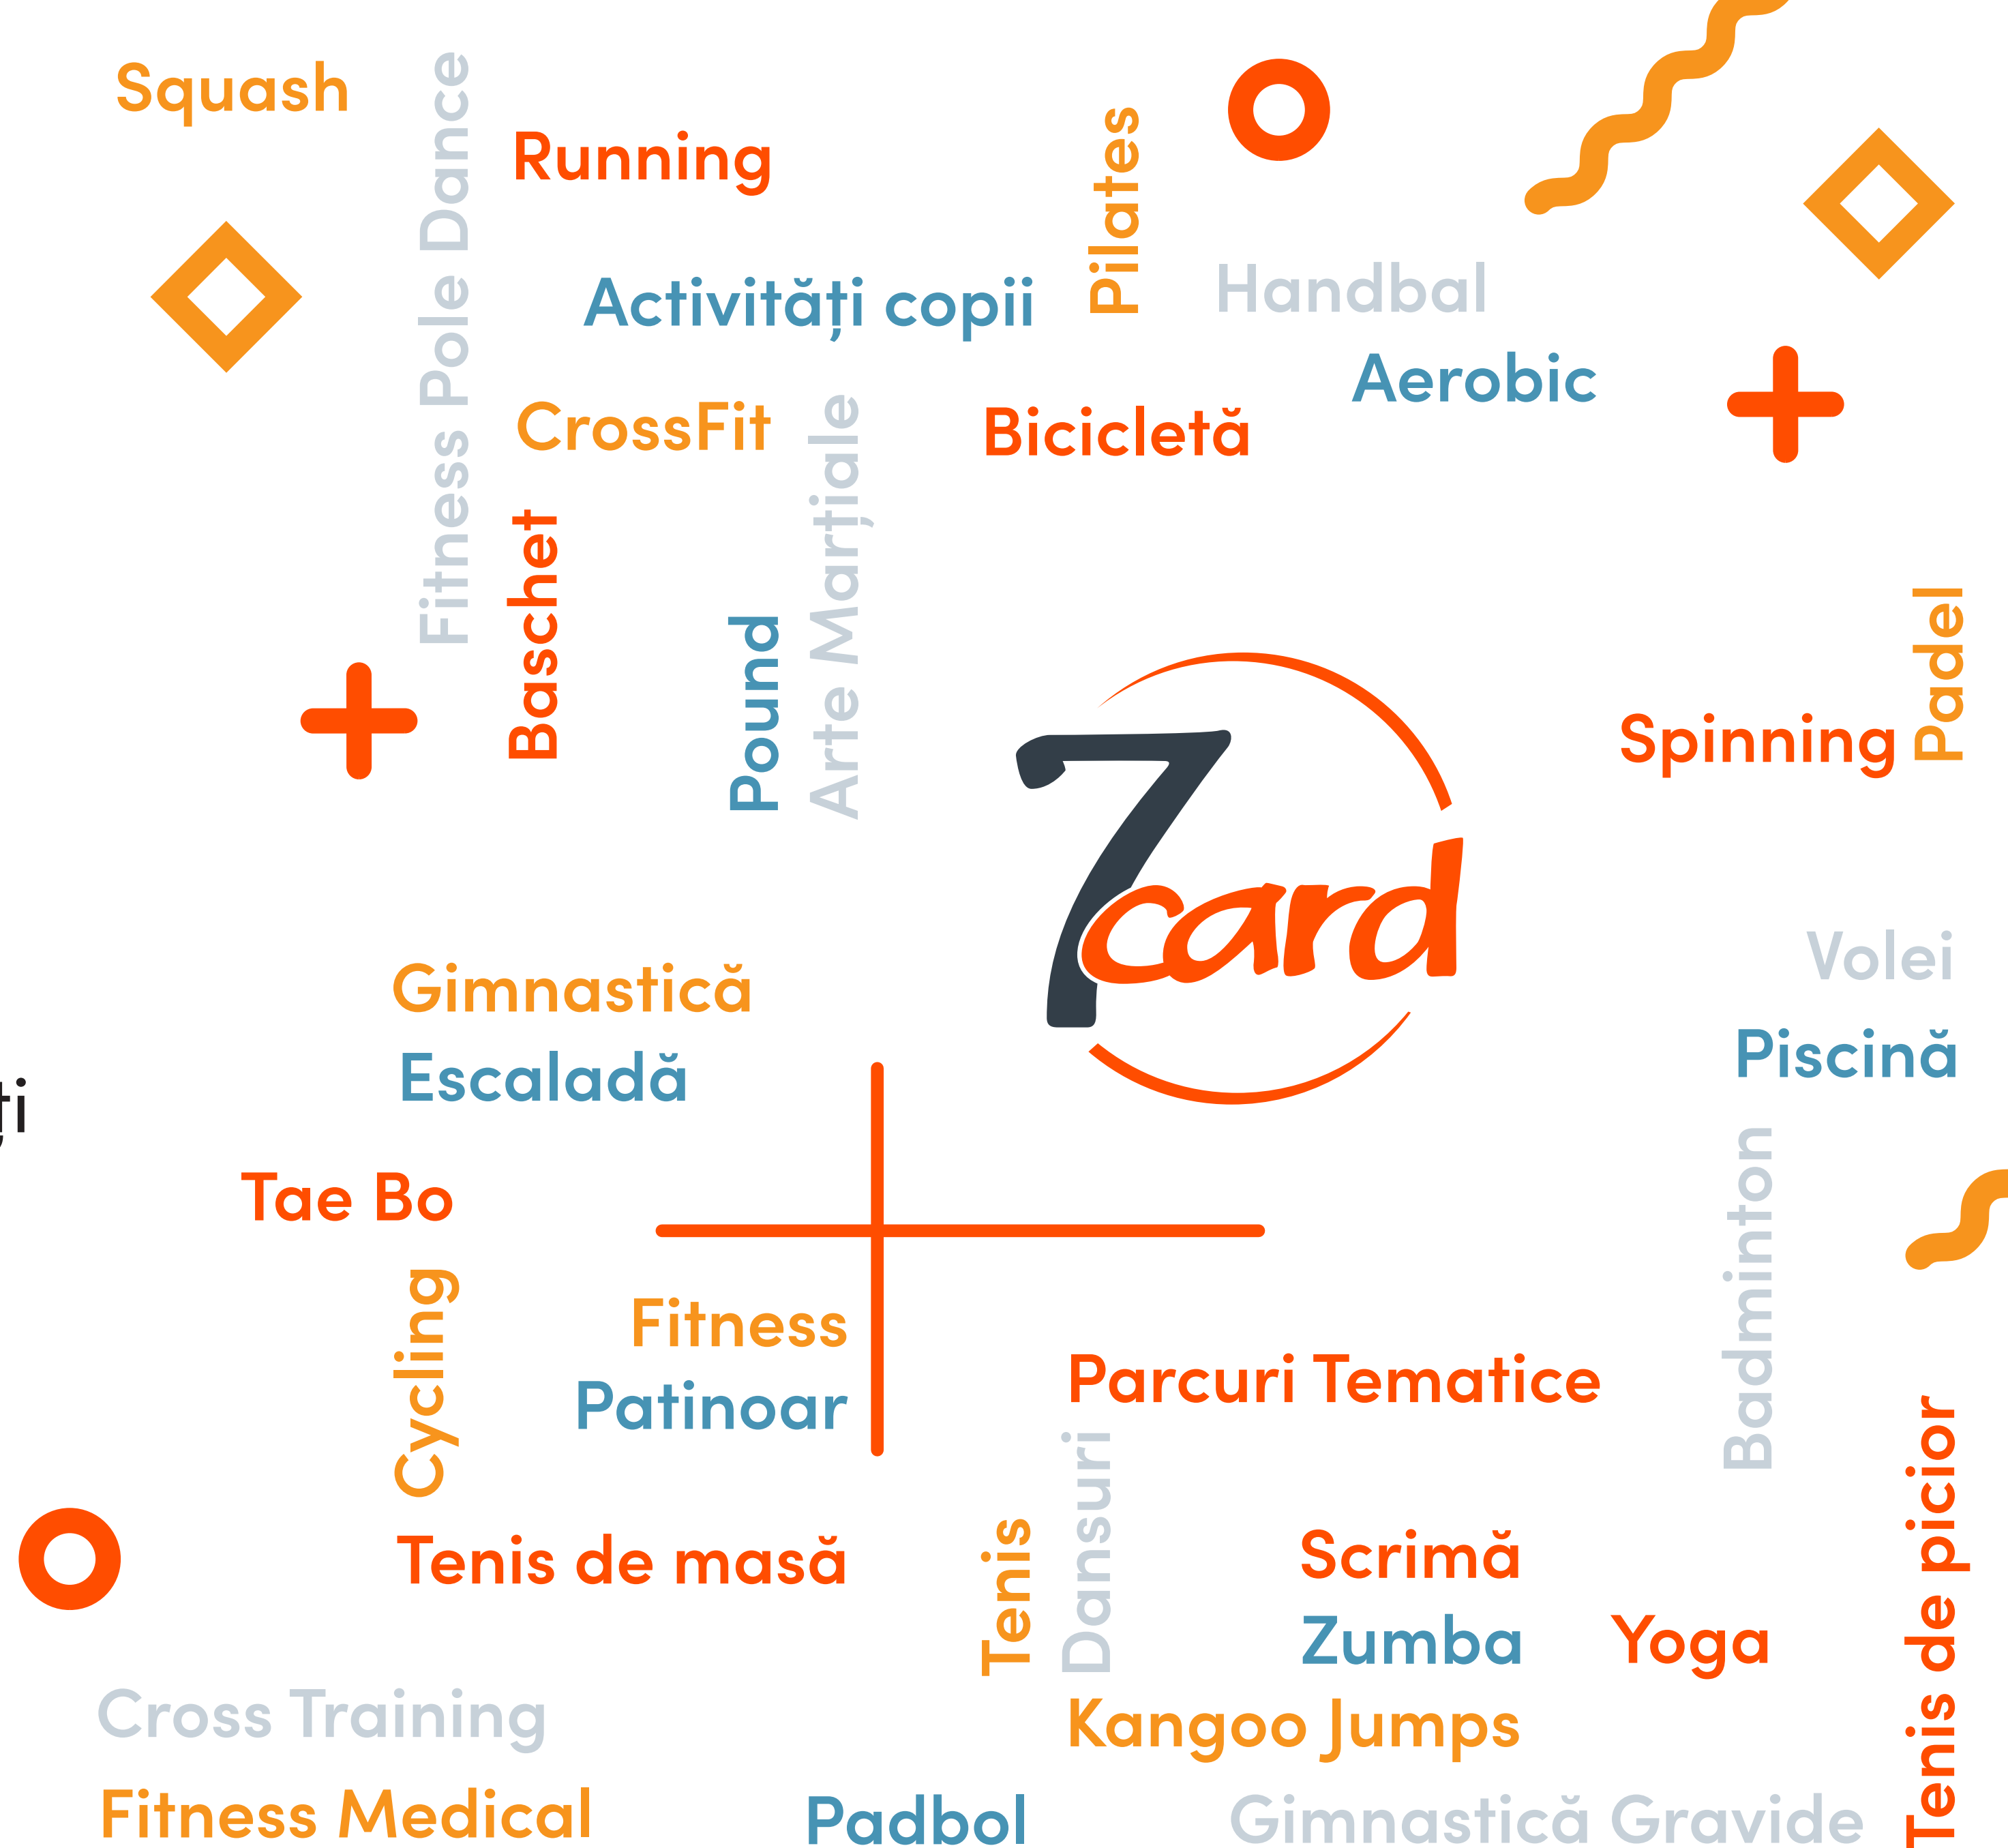 Squash
Fitness Pole Dance
Running
Pilates
Activități copii
Handbal
Aerobic
CrossFit
Bicicletă
Arte Marțiale
Baschet
Pound
Padel
Spinning
7card
Volei
Gimnastică
Piscină
Escaladă
ți
Tae Bo
Badminton
Cycling
Fitness
Patinoar
Parcuri Tematice
Tenis de picior
Tenis de masă
Tenis
Dansuri
Scrimă
Zumba
Yoga
Cross Training
Kangoo Jumps
Fitness Medical
Padbol
Gimnastică Gravide